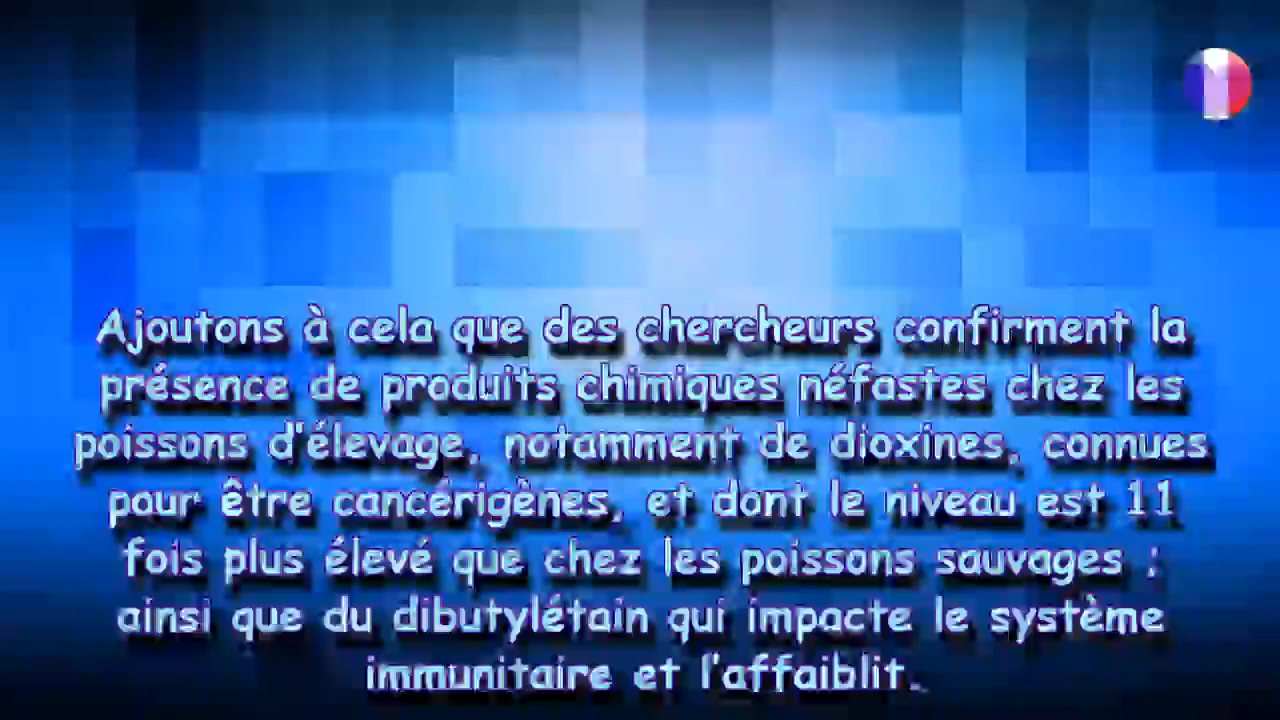 Ajoutons à cela que des chercheurs confirment la
présence de produits chimiques néfastes chez les
poissons d'élevage, notamment de dioxines, connues
pour être cancérigènes, et dont le niveau est 11
fois plus élevé que chez les poissons sauvages ;
ainsi que du dibutylétain qui impacte le système
immunitaire et l'affaiblit.